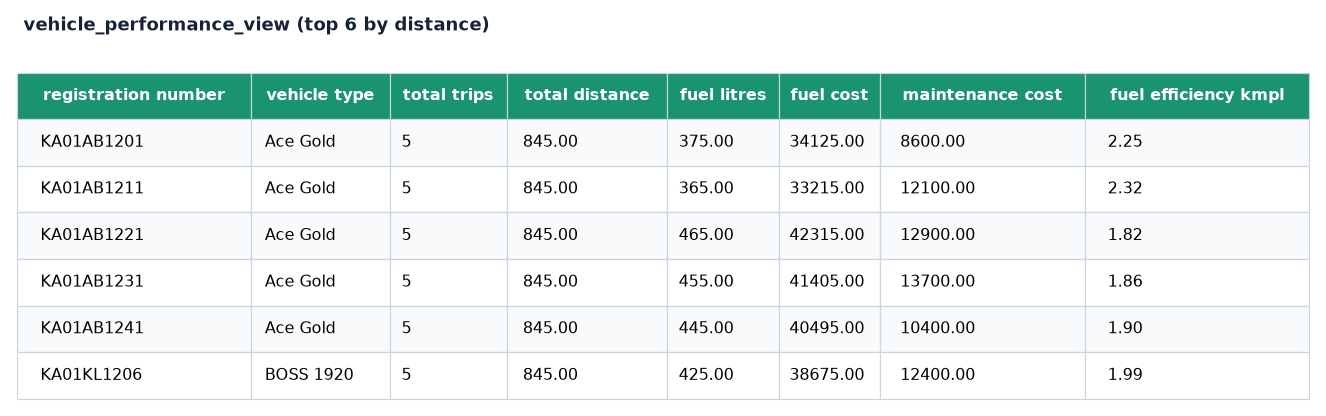 vehicle_performance_view (top 6 by distance)
registration number vehicle type total trips total distance fuel litres fuel cost maintenance cost fuel efficiency kmpl
KA01AB1201 Ace Gold 5 845.00 375.00 34125.00 8600.00 2.25
KA01AB1211 Ace Gold 5 845.00 365.00 33215.00 12100.00 2.32
KA01AB1221 Ace Gold 5 845.00 465.00 42315.00 12900.00 1.82
KA01AB1231 Ace Gold 5 845.00 455.00 41405.00 13700.00 1.86
KA01AB1241 Ace Gold 5 845.00 445.00 40495.00 10400.00 1.90
KA01KL1206 BOSS 1920 5 845.00 425.00 38675.00 12400.00 1.99